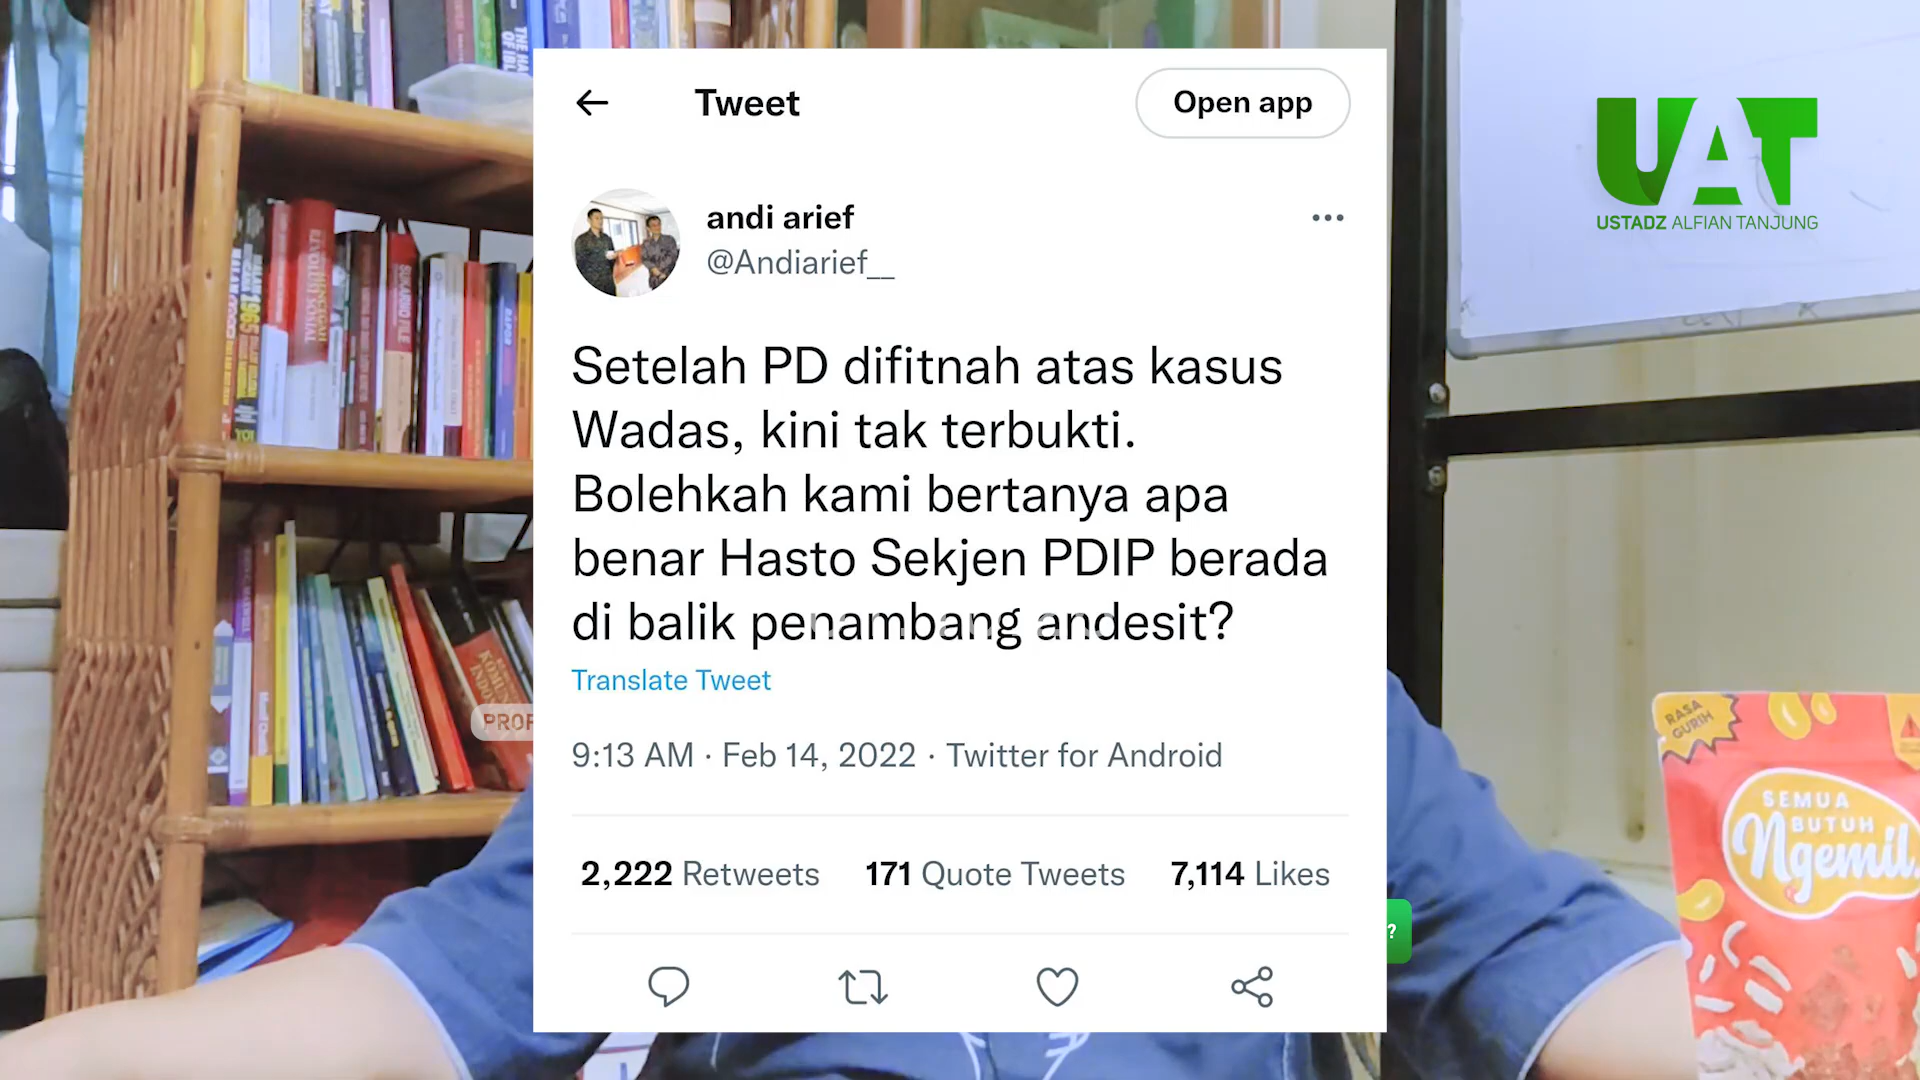 Tweet
Open app
andi arief
@Andiarief__
Setelah PD difitnah atas kasus
Wadas, kini tak terbukti.
Bolehkah kami bertanya apa
benar Hasto Sekjen PDIP berada
di balik penambang andesit?
Translate Tweet
9:13 AM · Feb 14, 2022 · Twitter for Android
2,222 Retweets 171 Quote Tweets 7,114 Likes
UAT
USTADZ ALFIAN TANJUNG
PROF
?
RASA
GURIH
SEMUA
BUTUH
Ngemil